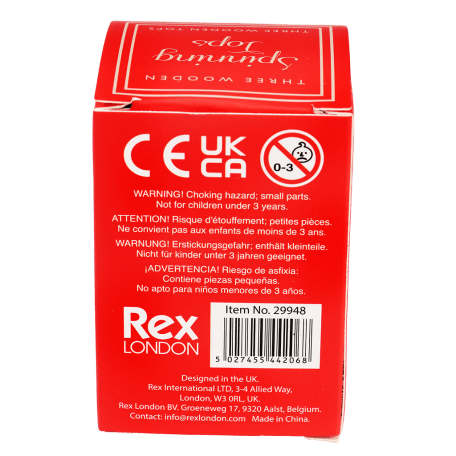 THREE WOODEN
Spinning
Tops
THREE WOODEN TOPS
CE UK
CA
0-3
WARNING! Choking hazard; small parts.
Not for children under 3 years.
ATTENTION! Risque d'étouffement; petites pièces.
Ne convient pas aux enfants de moins de 3 ans.
WARNUNG! Erstickungsgefahr; enthält kleinteile.
Nicht für kinder unter 3 jahren geeignet.
¡ADVERTENCIA! Riesgo de asfixia:
Contiene piezas pequeñas.
No apto para niños menores de 3 años.
Rex
LONDON
Item No. 29948
5 027455 442068
Designed in the UK.
Rex International LTD, 3-4 Allied Way,
London, W3 0RL, UK.
Rex London BV. Groeneweg 17, 9320 Aalst, Belgium.
Contact: info@rexlondon.com Made in China.